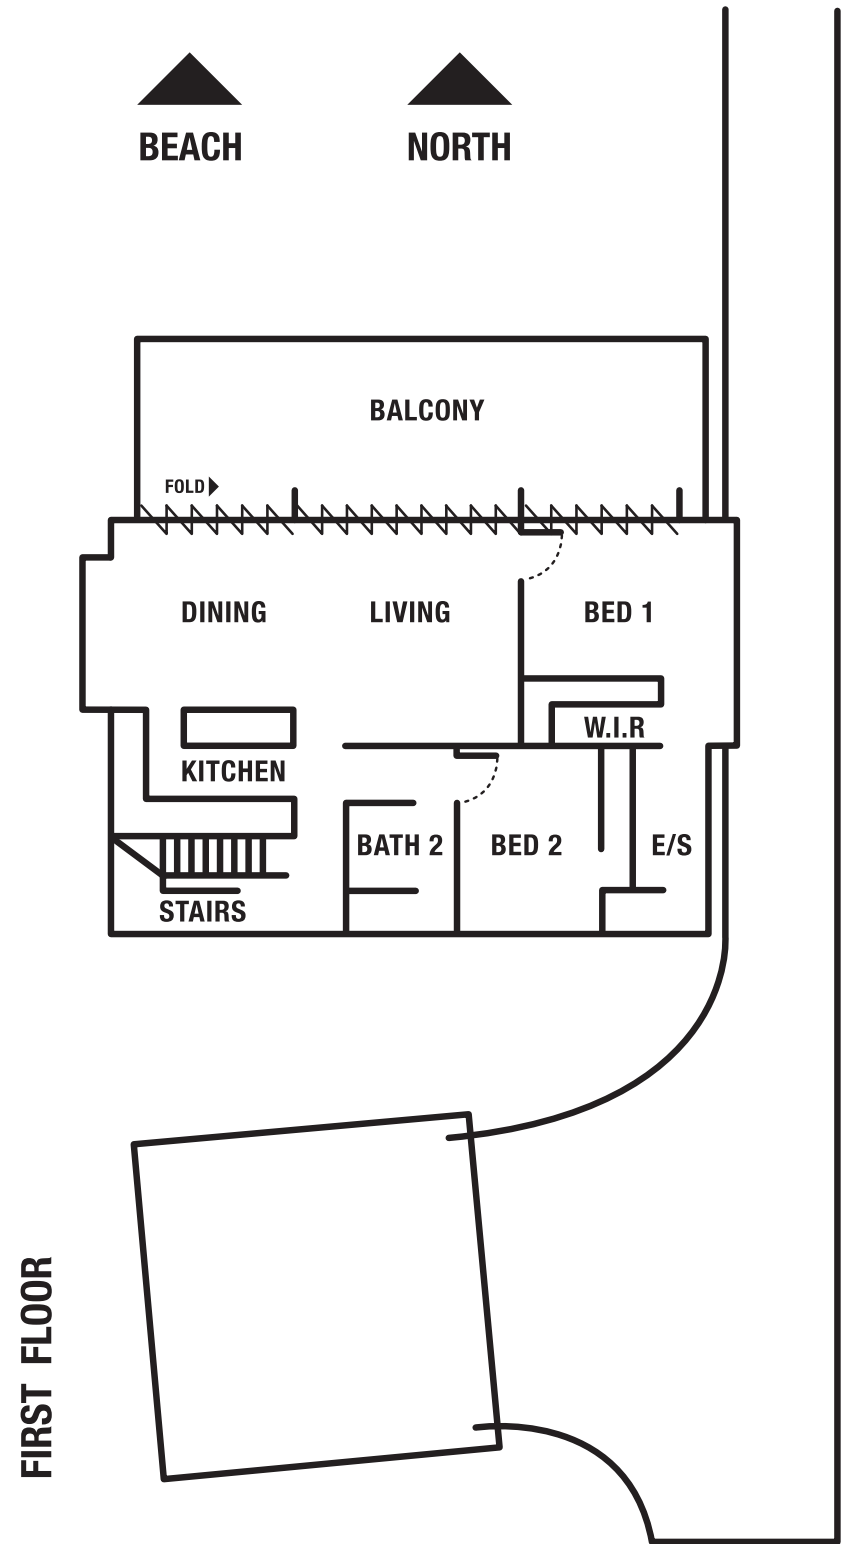 BEACH
NORTH
BALCONY
FOLD
DINING
LIVING
BED 1
W.I.R
KITCHEN
BATH 2
BED 2
E/S
STAIRS
FIRST FLOOR